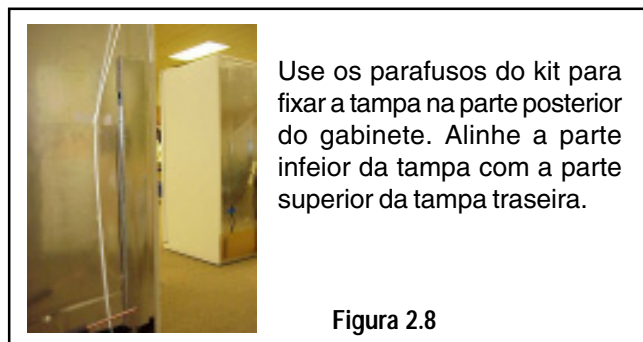 Use os parafusos do kit para
fixar a tampa na parte posterior
do gabinete. Alinhe a parte
infeior da tampa com a parte
superior da tampa traseira.
Figura 2.8